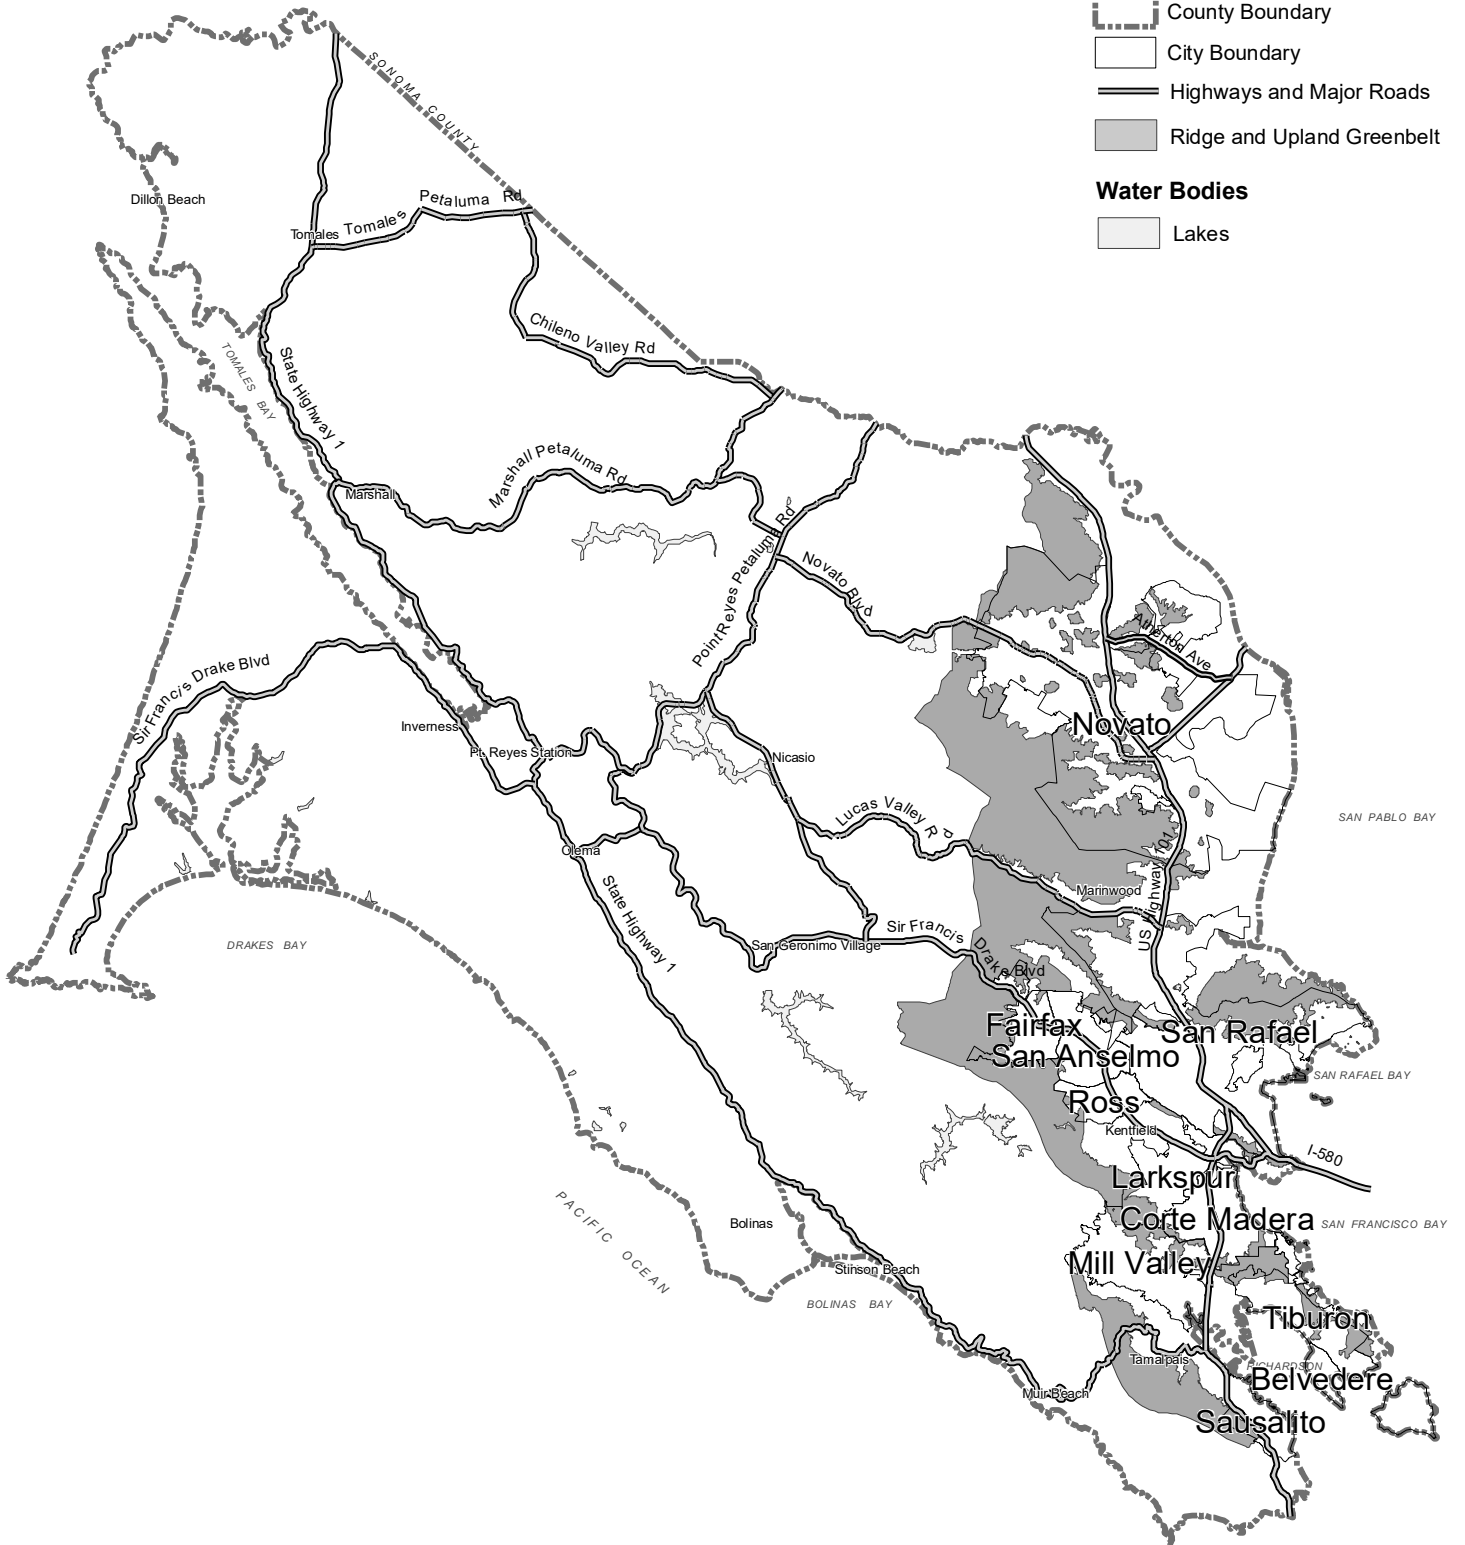 County Boundary
City Boundary
Highways and Major Roads
Ridge and Upland Greenbelt
Water Bodies
Lakes
SONOMA COUNTY
Dillon Beach
Petaluma Rd
Tomales
Tomales
Chileno Valley Rd
TOMALES BAY
State Highway 1
Marshall Petaluma Rd
Marshall
Point Reyes Petaluma Rd
Novato Blvd
Atherton Ave
Sir Francis Drake Blvd
Inverness
Novato
Pt. Reyes Station
Nicasio
Lucas Valley Rd
SAN PABLO BAY
Olema
US Highway 101
Marinwood
State Highway 1
DRAKES BAY
San Geronimo Village
Sir Francis Drake Blvd
Fairfax
San Rafael
San Anselmo
SAN RAFAEL BAY
Ross
Kentfield
I-580
Larkspur
PACIFIC OCEAN
Bolinas
Corte Madera
SAN FRANCISCO BAY
Mill Valley
Stinson Beach
BOLINAS BAY
Tiburon
Tamalpais
RICHARDSON
Belvedere
Muir Beach
Sausalito